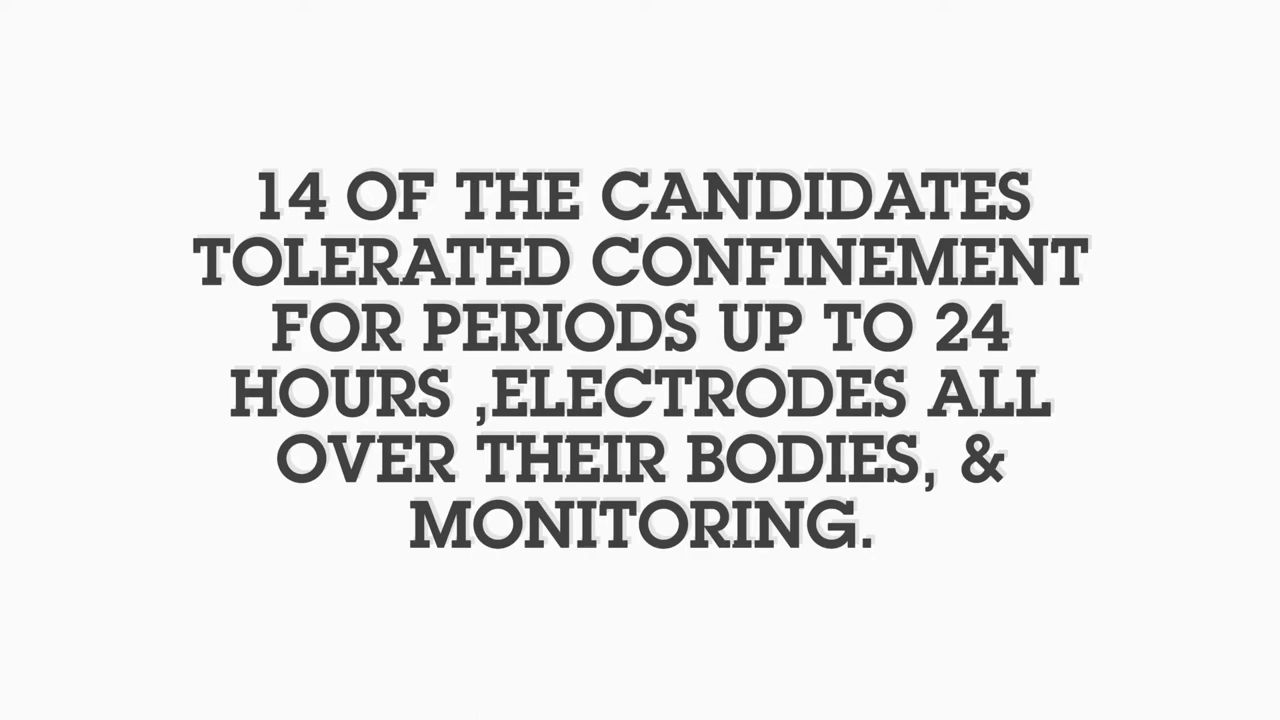 14 OF THE CANDIDATES
TOLERATED CONFINEMENT
FOR PERIODS UP TO 24
HOURS ,ELECTRODES ALL
OVER THEIR BODIES, &
MONITORING.